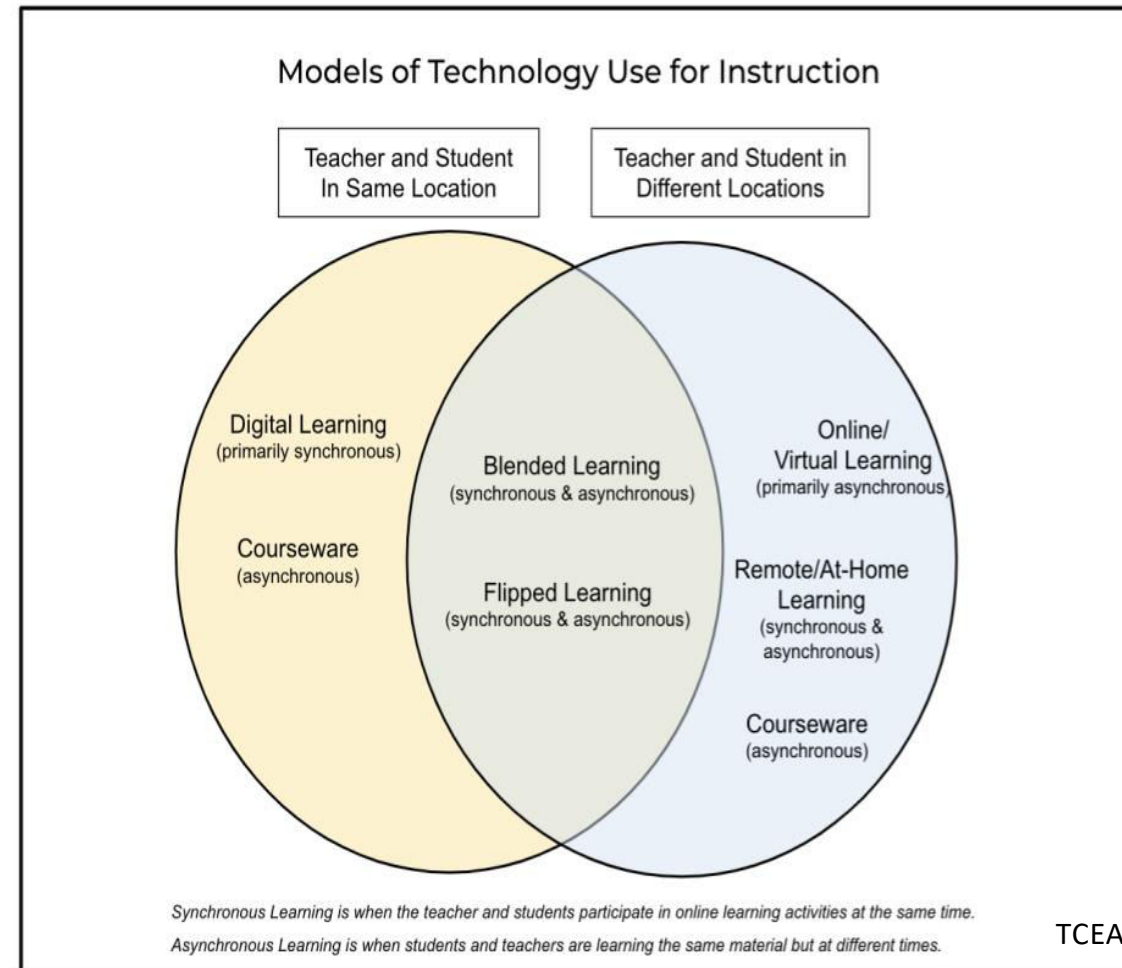 Models of Technology Use for Instruction
Teacher and Student
In Same Location
Teacher and Student in
Different Locations
Digital Learning
(primarily synchronous)
Courseware
(asynchronous)
Blended Learning
(synchronous & asynchronous)
Flipped Learning
(synchronous & asynchronous)
Online/
Virtual Learning
(primarily asynchronous)
Remote/At-Home
Learning
(synchronous &
asynchronous)
Courseware
(asynchronous)
Synchronous Learning is when the teacher and students participate in online learning activities at the same time.
Asynchronous Learning is when students and teachers are learning the same material but at different times.
TCEA